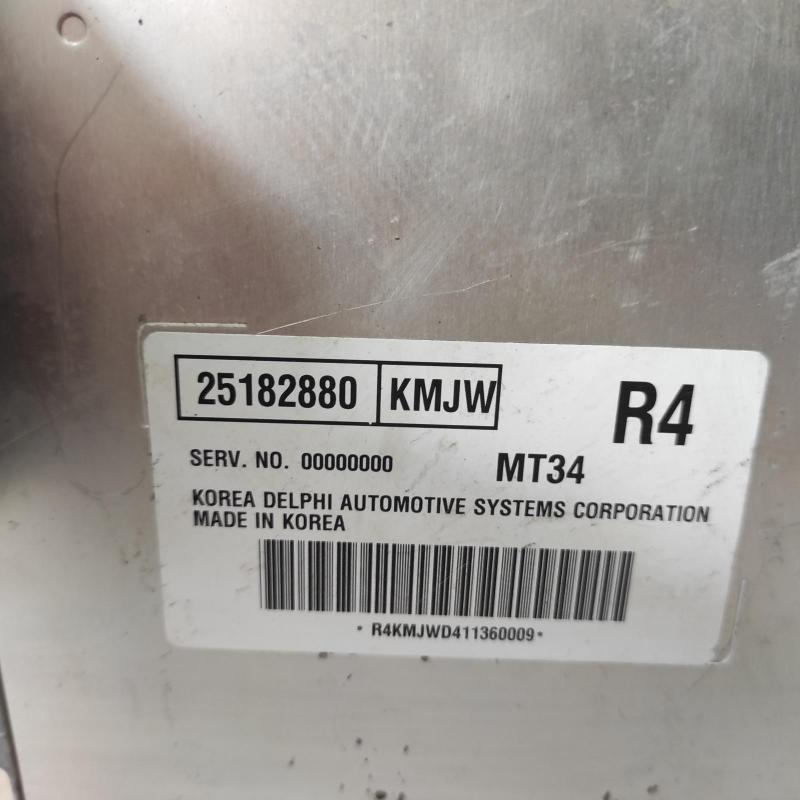 25182880 KMJW R4
SERV. NO. 00000000 MT34
KOREA DELPHI AUTOMOTIVE SYSTEMS CORPORATION
MADE IN KOREA
* R4KMJWD411360009*